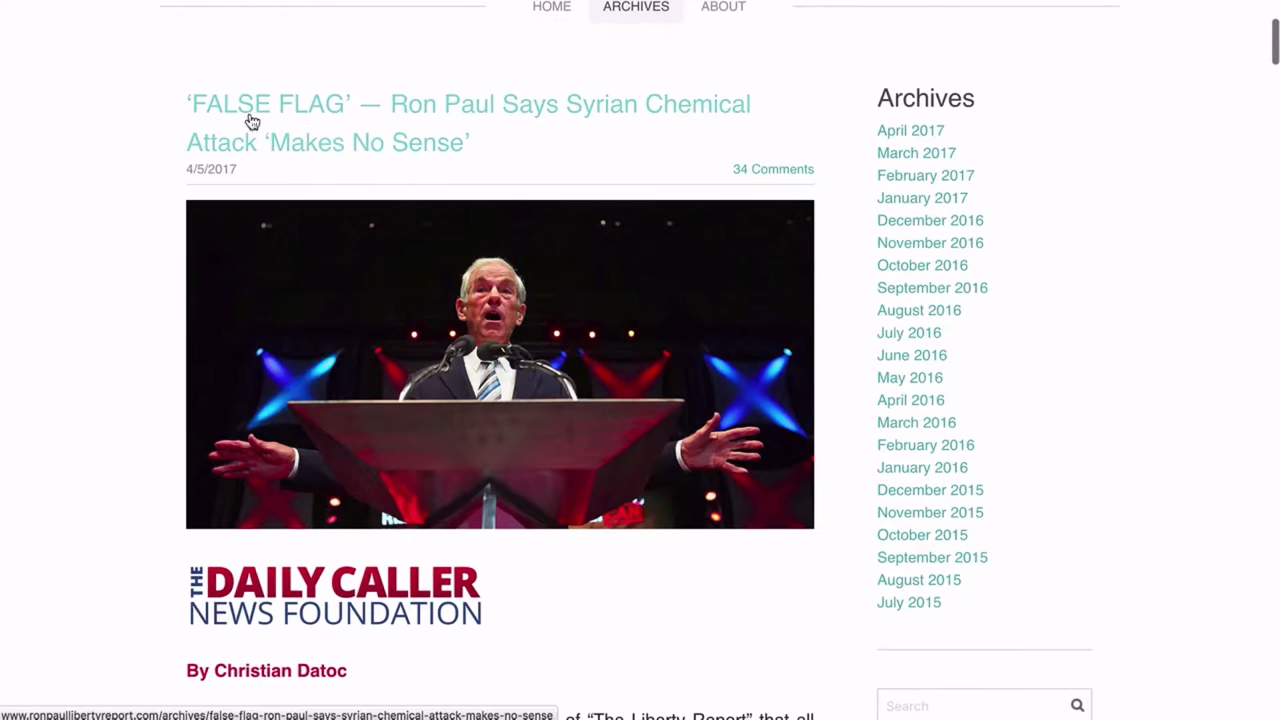 HOME ARCHIVES ABOUT
‘FALSE FLAG’ — Ron Paul Says Syrian Chemical
Attack ‘Makes No Sense’
4/5/2017 34 Comments
THE DAILY CALLER
NEWS FOUNDATION
By Christian Datoc
of “The Liberty Report” that all
Archives
April 2017
March 2017
February 2017
January 2017
December 2016
November 2016
October 2016
September 2016
August 2016
July 2016
June 2016
May 2016
April 2016
March 2016
February 2016
January 2016
December 2015
November 2015
October 2015
September 2015
August 2015
July 2015
Search
www.ronpaullibertyreport.com/archives/false-flag-ron-paul-says-syrian-chemical-attack-makes-no-sense